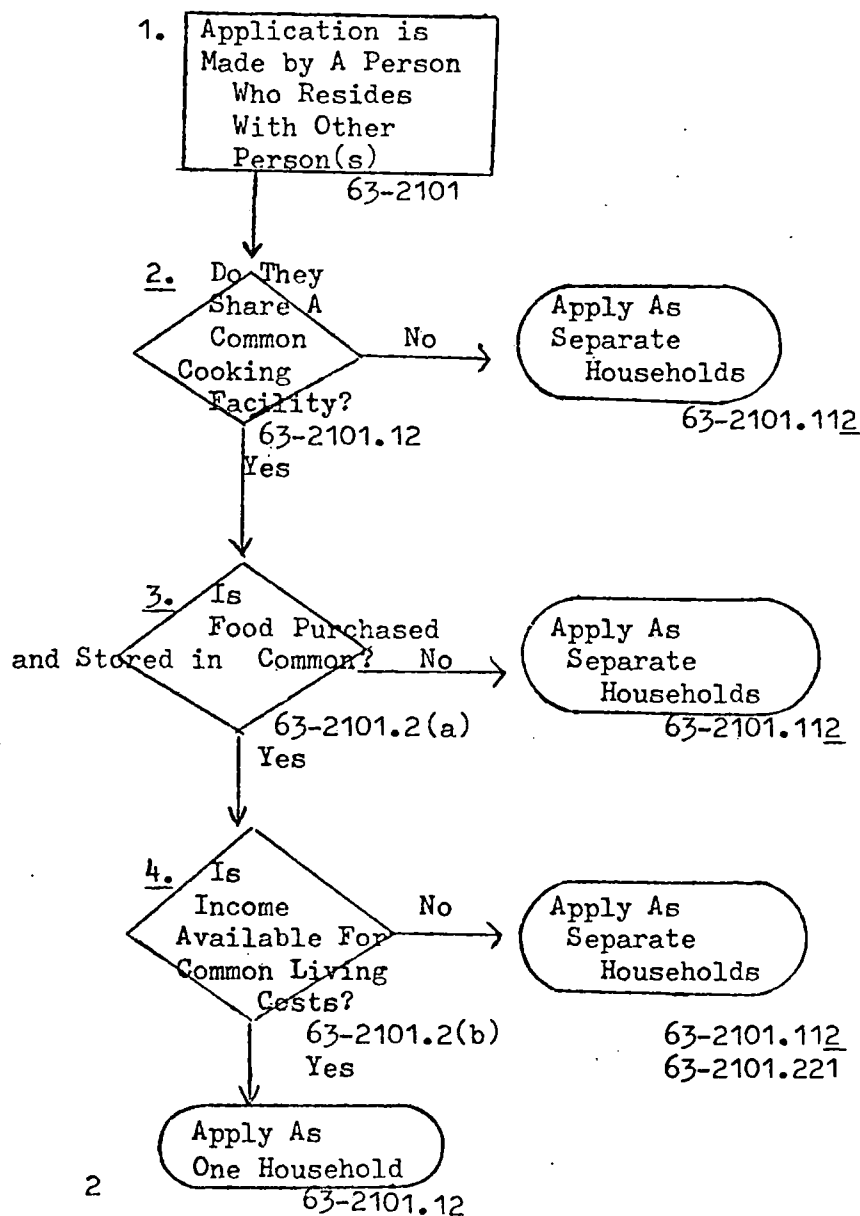 1. Application is
Made by A Person
Who Resides
With Other
Person(s)
63-2101
2. Do They
Share A
Common
Cooking
Facility?
63-2101.12
No
Apply As
Separate
Households
63-2101.112
Yes
3. Is
Food Purchased
and Stored in Common?
63-2101.2(a)
No
Apply As
Separate
Households
63-2101.112
Yes
4. Is
Income
Available For
Common Living
Costs?
63-2101.2(b)
No
Apply As
Separate
Households
63-2101.112
63-2101.221
Yes
Apply As
One Household
63-2101.12
2